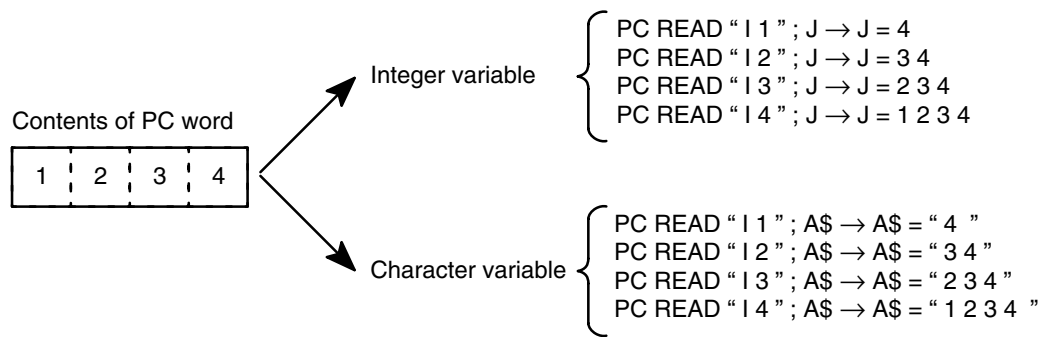 Contents of PC word
1 2 3 4
Integer variable
PC READ “ I 1 ” ; J → J = 4
PC READ “ I 2 ” ; J → J = 3 4
PC READ “ I 3 ” ; J → J = 2 3 4
PC READ “ I 4 ” ; J → J = 1 2 3 4
Character variable
PC READ “ I 1 ” ; A$ → A$ = “ 4 ”
PC READ “ I 2 ” ; A$ → A$ = “ 3 4 ”
PC READ “ I 3 ” ; A$ → A$ = “ 2 3 4 ”
PC READ “ I 4 ” ; A$ → A$ = “ 1 2 3 4 ”